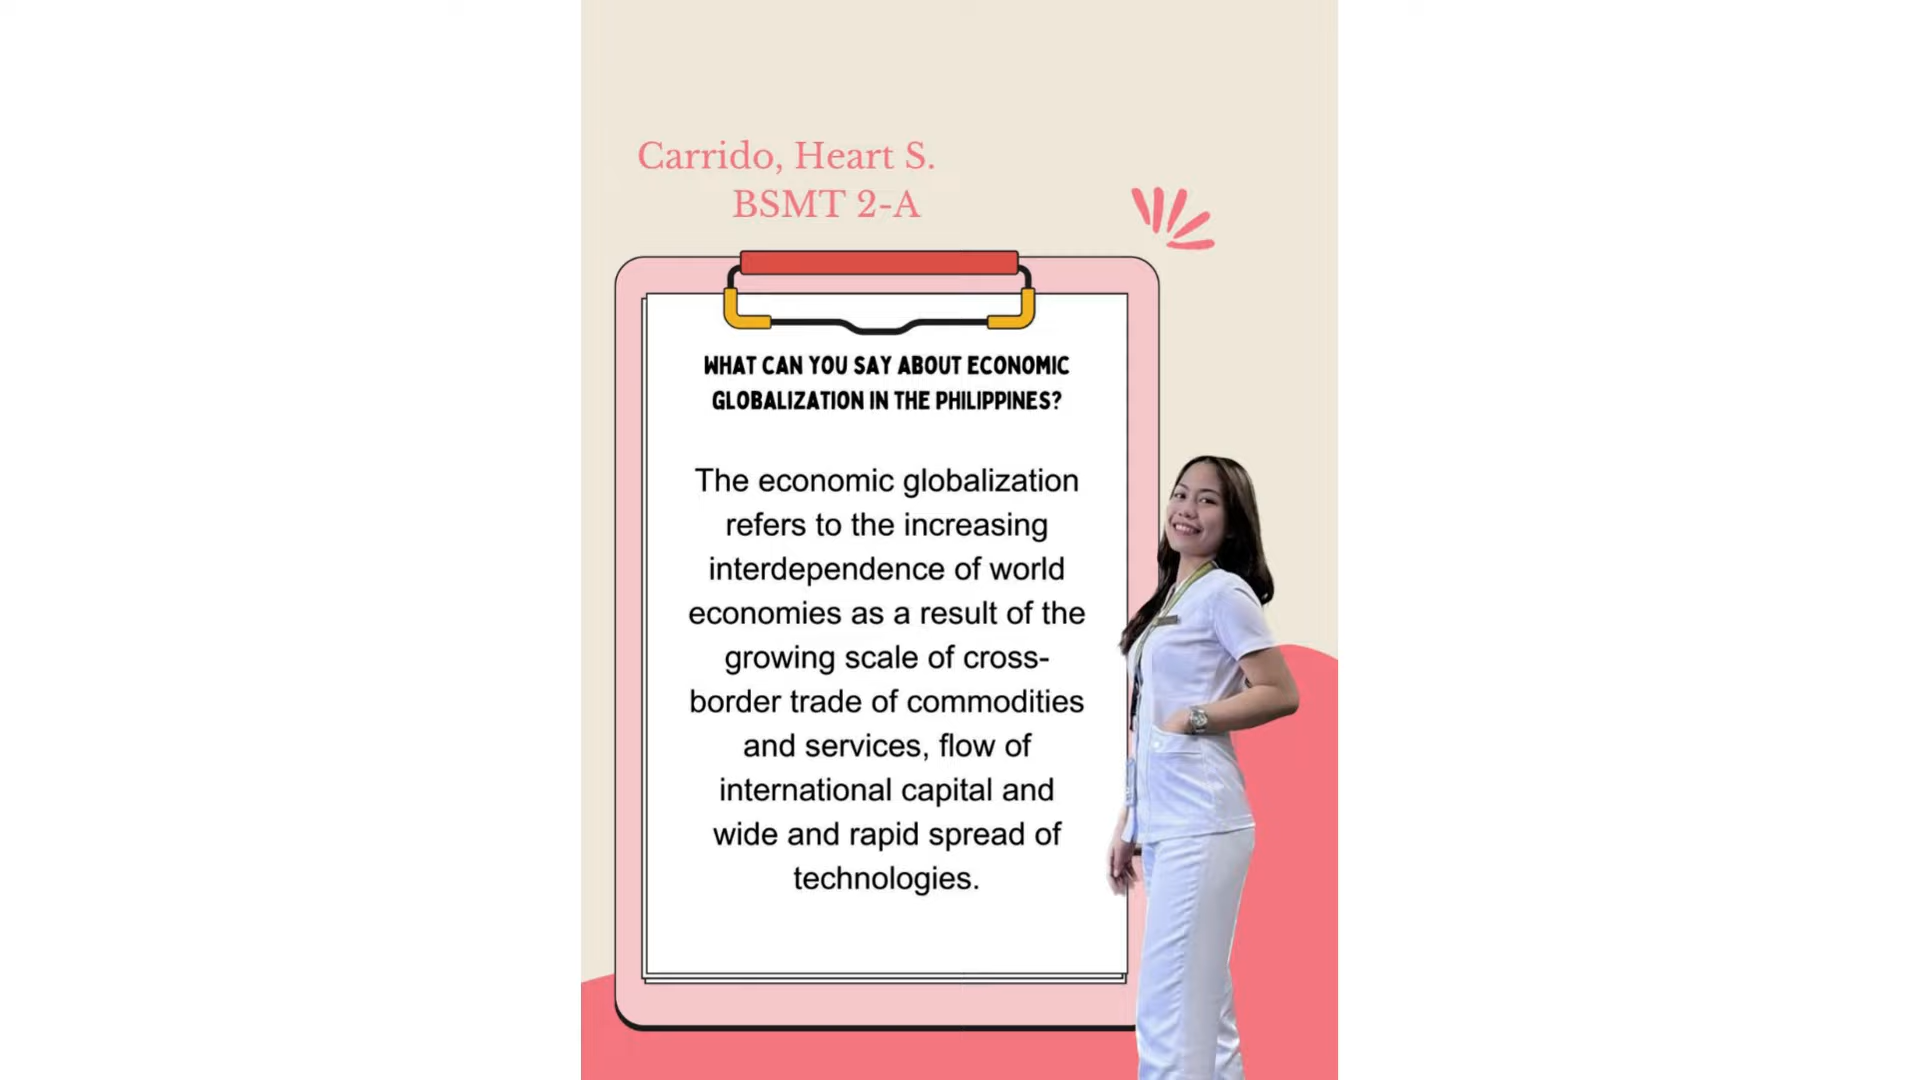 Carrido, Heart S.
BSMT 2-A
WHAT CAN YOU SAY ABOUT ECONOMIC
GLOBALIZATION IN THE PHILIPPINES?
The economic globalization
refers to the increasing
interdependence of world
economies as a result of the
growing scale of cross-
border trade of commodities
and services, flow of
international capital and
wide and rapid spread of
technologies.